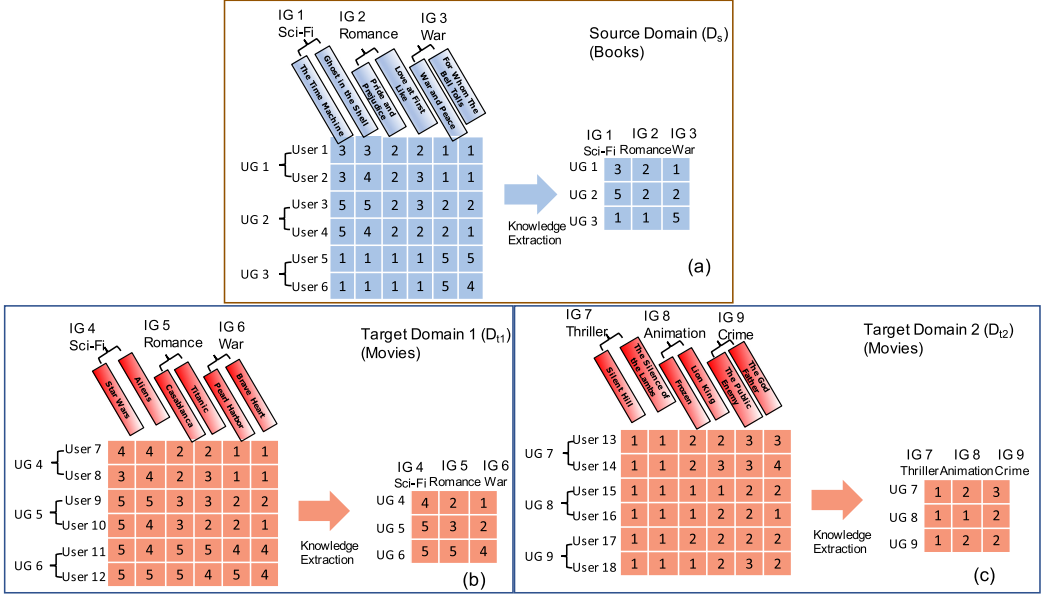 IG 1
Sci-Fi
IG 2
Romance
IG 3
War
Source Domain (Ds)
(Books)
The Time Machine
Ghost in the Shell
Pride and
Prejudice
Love at First
Like
War and Peace
For Whom The
Bell Tolls
UG 1
User 1 3 3 2 2 1 1
User 2 3 4 2 3 1 1
UG 2
User 3 5 5 2 3 2 2
User 4 5 4 2 2 2 1
UG 3
User 5 1 1 1 1 5 5
User 6 1 1 1 1 5 4
Knowledge
Extraction
IG 1 IG 2 IG 3
Sci-Fi Romance War
UG 1 3 2 1
UG 2 5 2 2
UG 3 1 1 5
(a)
IG 4
Sci-Fi
IG 5
Romance
IG 6
War
Target Domain 1 (Dt1)
(Movies)
Star Wars
Aliens
Casablanca
Titanic
Pearl Harbor
Brave Heart
UG 4
User 7 4 4 2 2 1 1
User 8 3 4 2 3 1 1
UG 5
User 9 5 5 3 3 2 2
User 10 5 4 3 2 2 1
UG 6
User 11 5 4 5 5 4 4
User 12 5 5 5 4 5 4
Knowledge
Extraction
IG 4 IG 5 IG 6
Sci-Fi Romance War
UG 4 4 2 1
UG 5 5 3 2
UG 6 5 5 4
(b)
IG 7
Thriller
IG 8
Animation
IG 9
Crime
Target Domain 2 (Dt2)
(Movies)
Silent Hill
The Silence of
the Lambs
Frozen
Lion King
The Public
Enemy
The God
Father
UG 7
User 13 1 1 2 2 3 3
User 14 1 1 2 3 3 4
UG 8
User 15 1 1 1 1 2 2
User 16 1 1 1 1 2 1
UG 9
User 17 1 1 2 2 2 2
User 18 1 1 1 2 3 2
Knowledge
Extraction
IG 7 IG 8 IG 9
Thriller Animation Crime
UG 7 1 2 3
UG 8 1 1 2
UG 9 1 2 2
(c)